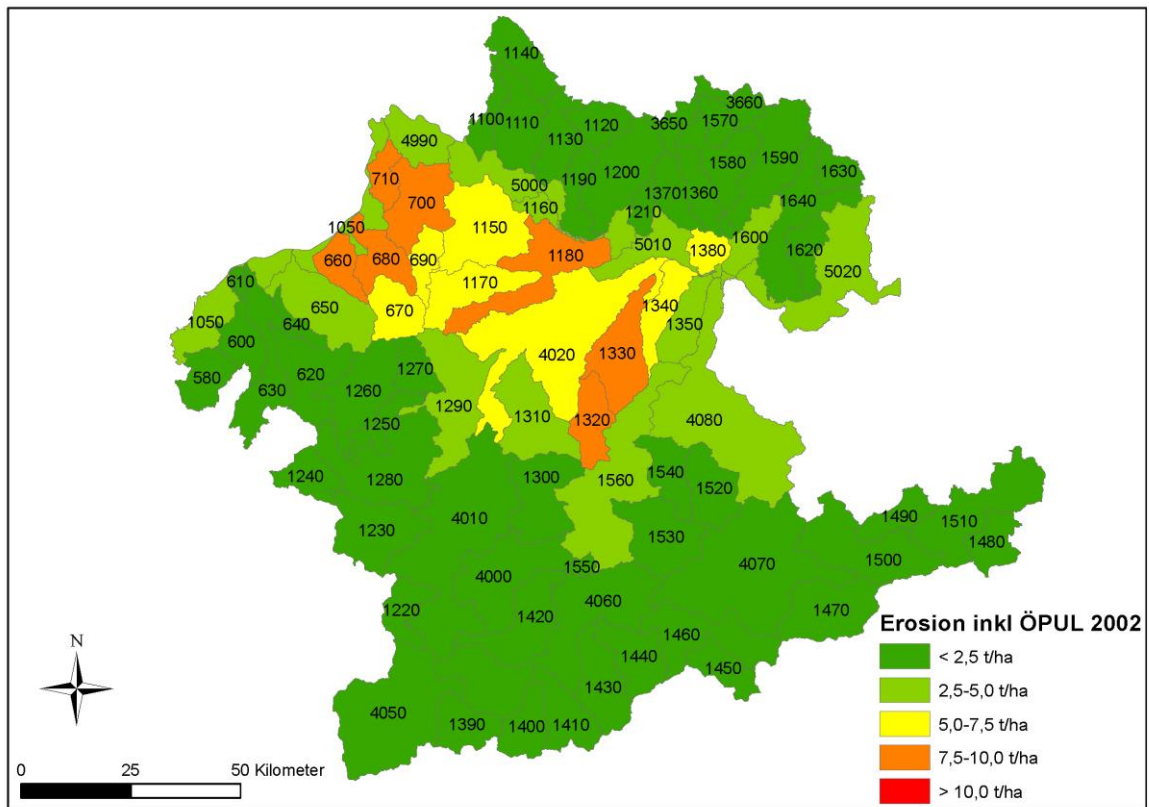 1140
3660
1100 1110 1120 3650 1570
4990 1130
1580 1590
710 1200 1630
5000 1190
700 1370 1360 1640
1160 1210
1050 1150
5010 1600
660 680 690 1180 1380 1620
5020
610 1170
650 670 1340
1050 640 1350
600 4020 1330
580 620 1270
630 1260
1290
1310 1320 4080
1250
1240 1280 1300 1560 1540
1520
4010 1490 1510
1230 1530 1480
4000 1550 4070 1500
4060
1220 1420 1470
1460
1440 1450
1430
4050 1390 1400 1410
N
0 25 50 Kilometer
Erosion inkl ÖPUL 2002
< 2,5 t/ha
2,5-5,0 t/ha
5,0-7,5 t/ha
7,5-10,0 t/ha
> 10,0 t/ha